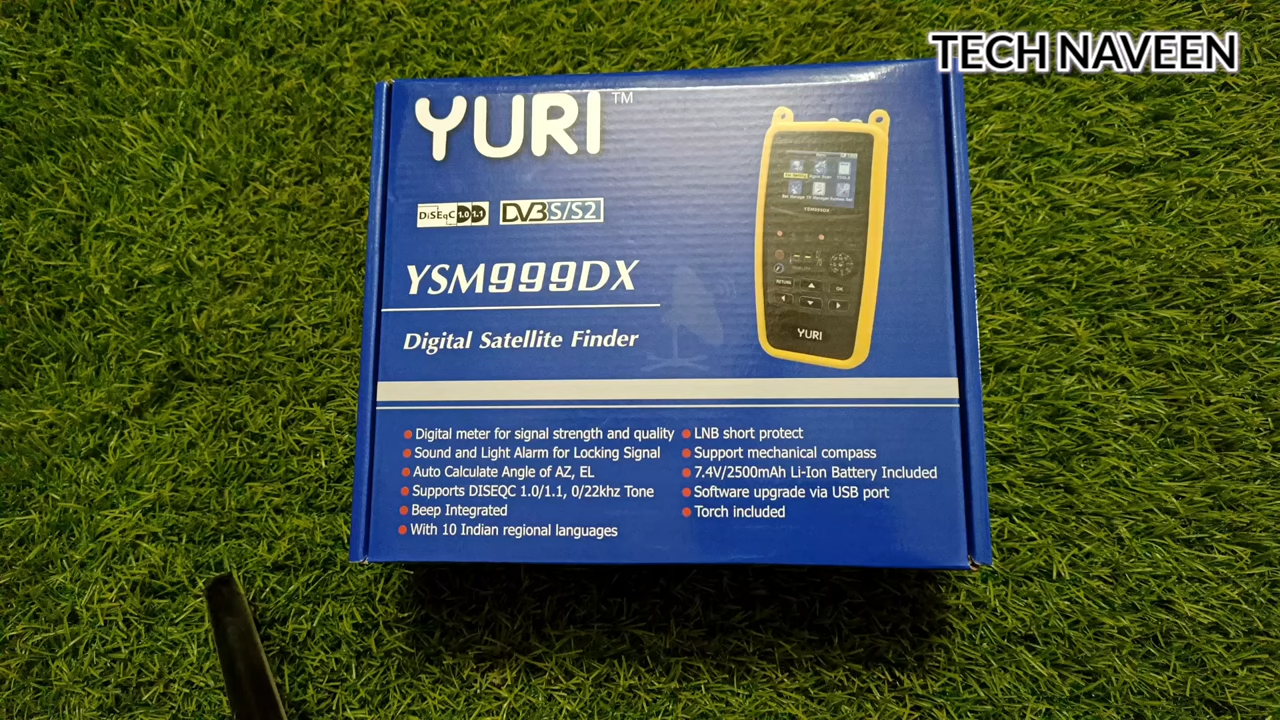 TECH NAVEEN
YURI™
DiSEqC 1.0 1.1
DVB S/S2
YSM999DX
Digital Satellite Finder
YSM999DX
RETURN
OK
YURI
Digital meter for signal strength and quality
Sound and Light Alarm for Locking Signal
Auto Calculate Angle of AZ, EL
Supports DISEQC 1.0/1.1, 0/22khz Tone
Beep Integrated
With 10 Indian regional languages
LNB short protect
Support mechanical compass
7.4V/2500mAh Li-Ion Battery Included
Software upgrade via USB port
Torch included